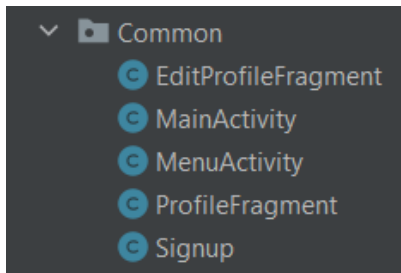 Common
C EditProfileFragment
C MainActivity
C MenuActivity
C ProfileFragment
C Signup